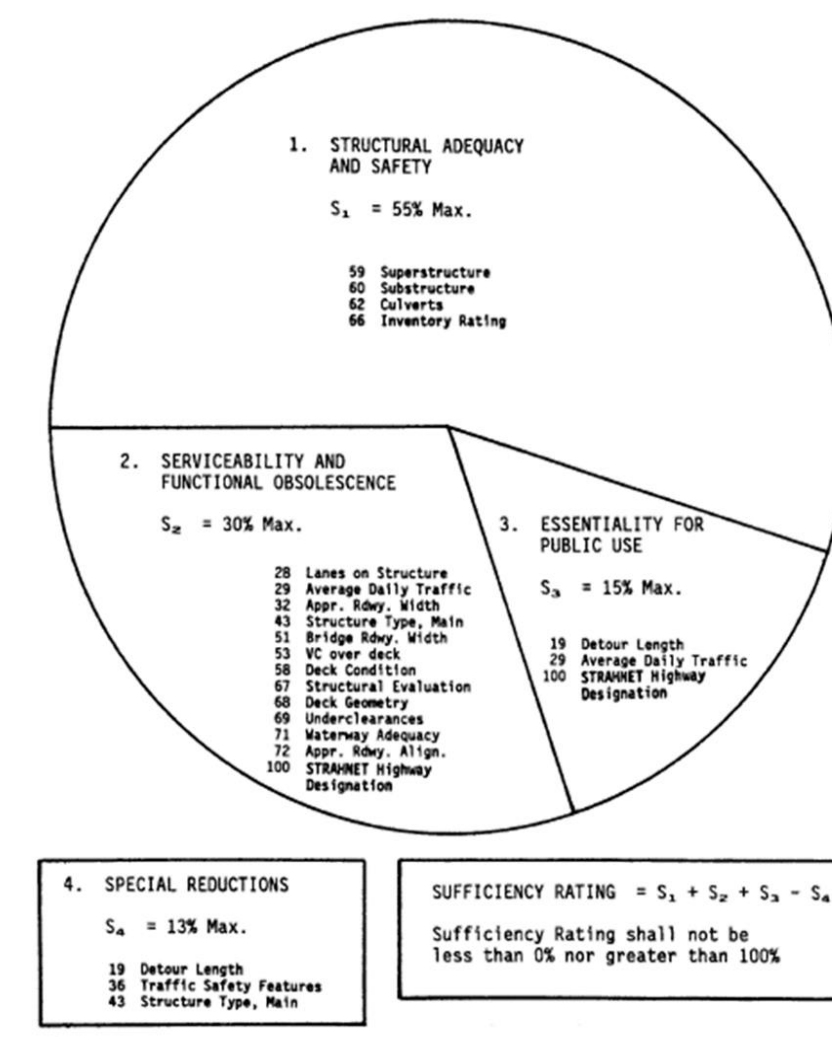 1. STRUCTURAL ADEQUACY
AND SAFETY
S₁ = 55% Max.
59 Superstructure
60 Substructure
62 Culverts
66 Inventory Rating
2. SERVICEABILITY AND
FUNCTIONAL OBSOLESCENCE
S₂ = 30% Max.
28 Lanes on Structure
29 Average Daily Traffic
32 Appr. Rdwy. Width
43 Structure Type, Main
51 Bridge Rdwy. Width
53 VC over deck
58 Deck Condition
67 Structural Evaluation
68 Deck Geometry
69 Underclearances
71 Waterway Adequacy
72 Appr. Rdwy. Align.
100 STRAHNET Highway
Designation
3. ESSENTIALITY FOR
PUBLIC USE
S₃ = 15% Max.
19 Detour Length
29 Average Daily Traffic
100 STRAHNET Highway
Designation
4. SPECIAL REDUCTIONS
S₄ = 13% Max.
19 Detour Length
36 Traffic Safety Features
43 Structure Type, Main
SUFFICIENCY RATING = S₁ + S₂ + S₃ - S₄
Sufficiency Rating shall not be
less than 0% nor greater than 100%